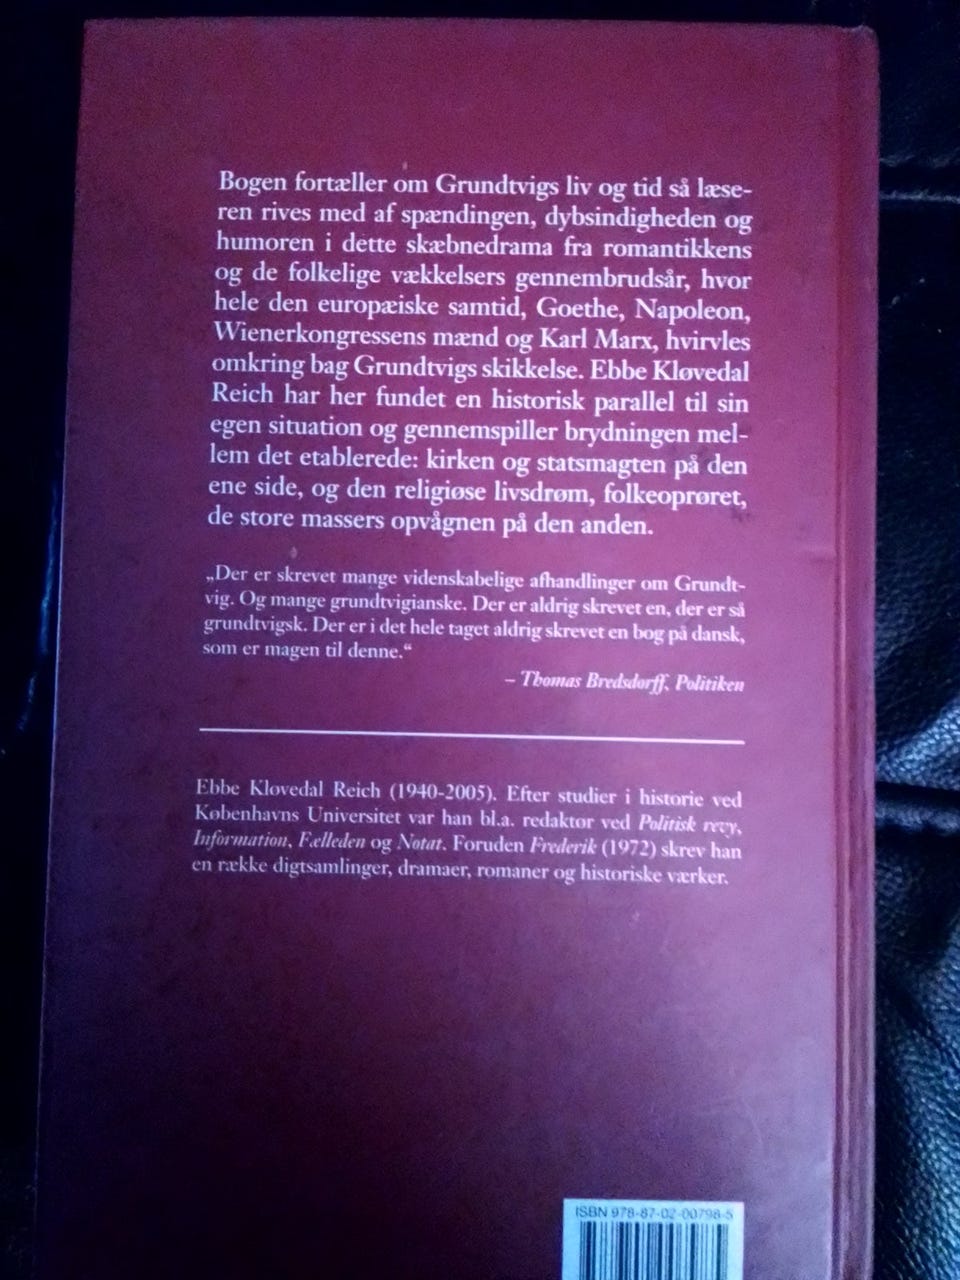 Bogen fortæller om Grundtvigs liv og tid så læse-
ren rives med af spændingen, dybsindigheden og
humoren i dette skæbnedrama fra romantikkens
og de folkelige vækkelsers gennembrudsår, hvor
hele den europæiske samtid, Goethe, Napoleon,
Wienerkongressens mænd og Karl Marx, hvirvles
omkring bag Grundtvigs skikkelse. Ebbe Kløvedal
Reich har her fundet en historisk parallel til sin
egen situation og gennemspiller brydningen mel-
lem det etablerede: kirken og statsmagten på den
ene side, og den religiøse livsdrøm, folkeoprøret,
de store massers opvågnen på den anden.
„Der er skrevet mange videnskabelige afhandlinger om Grundt-
vig. Og mange grundtvigianske. Der er aldrig skrevet en, der er så
grundtvigsk. Der er i det hele taget aldrig skrevet en bog på dansk,
som er magen til denne.“
– Thomas Bredsdorff, Politiken
Ebbe Kløvedal Reich (1940-2005). Efter studier i historie ved
Københavns Universitet var han bl.a. redaktør ved Politisk revy,
Information, Fælleden og Notat. Foruden Frederik (1972) skrev han
en række digtsamlinger, dramaer, romaner og historiske værker.
ISBN 978-87-02-00798-5